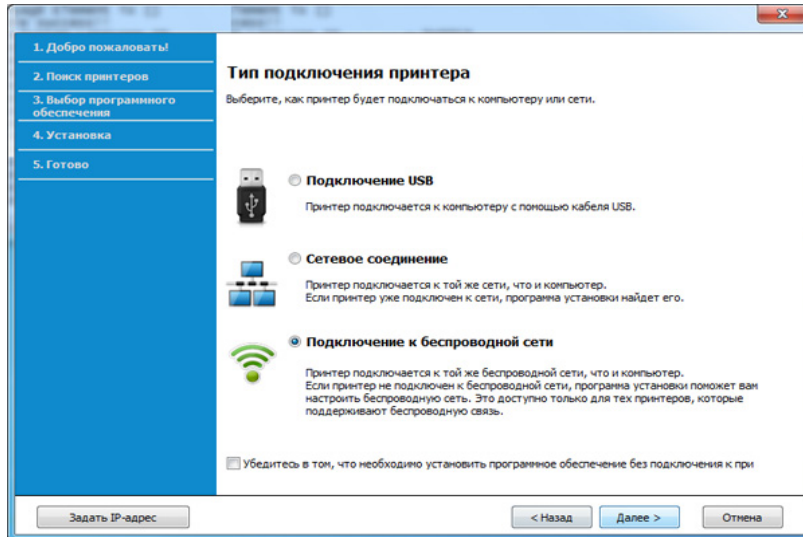 1. Добро пожаловать!
2. Поиск принтеров
3. Выбор программного
обеспечения
4. Установка
5. Готово
Тип подключения принтера
Выберите, как принтер будет подключаться к компьютеру или сети.
Подключение USB
Принтер подключается к компьютеру с помощью кабеля USB.
Сетевое соединение
Принтер подключается к той же сети, что и компьютер.
Если принтер уже подключен к сети, программа установки найдет его.
Подключение к беспроводной сети
Принтер подключается к той же беспроводной сети, что и компьютер.
Если принтер не подключен к беспроводной сети, программа установки поможет вам
настроить беспроводную сеть. Это доступно только для тех принтеров, которые
поддерживают беспроводную связь.
Убедитесь в том, что необходимо установить программное обеспечение без подключения к при
Задать IP-адрес
< Назад
Далее >
Отмена